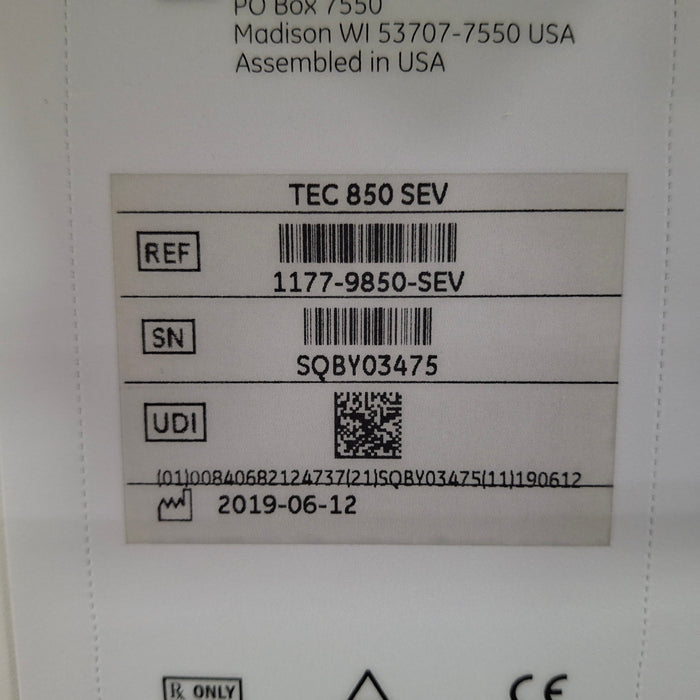 PO Box 7550
Madison WI 53707-7550 USA
Assembled in USA
TEC 850 SEV
REF
1177-9850-SEV
SN
SQBY03475
UDI
(01)00840682124737(21)SQBY03475(11)190612
2019-06-12
Rx ONLY
CE